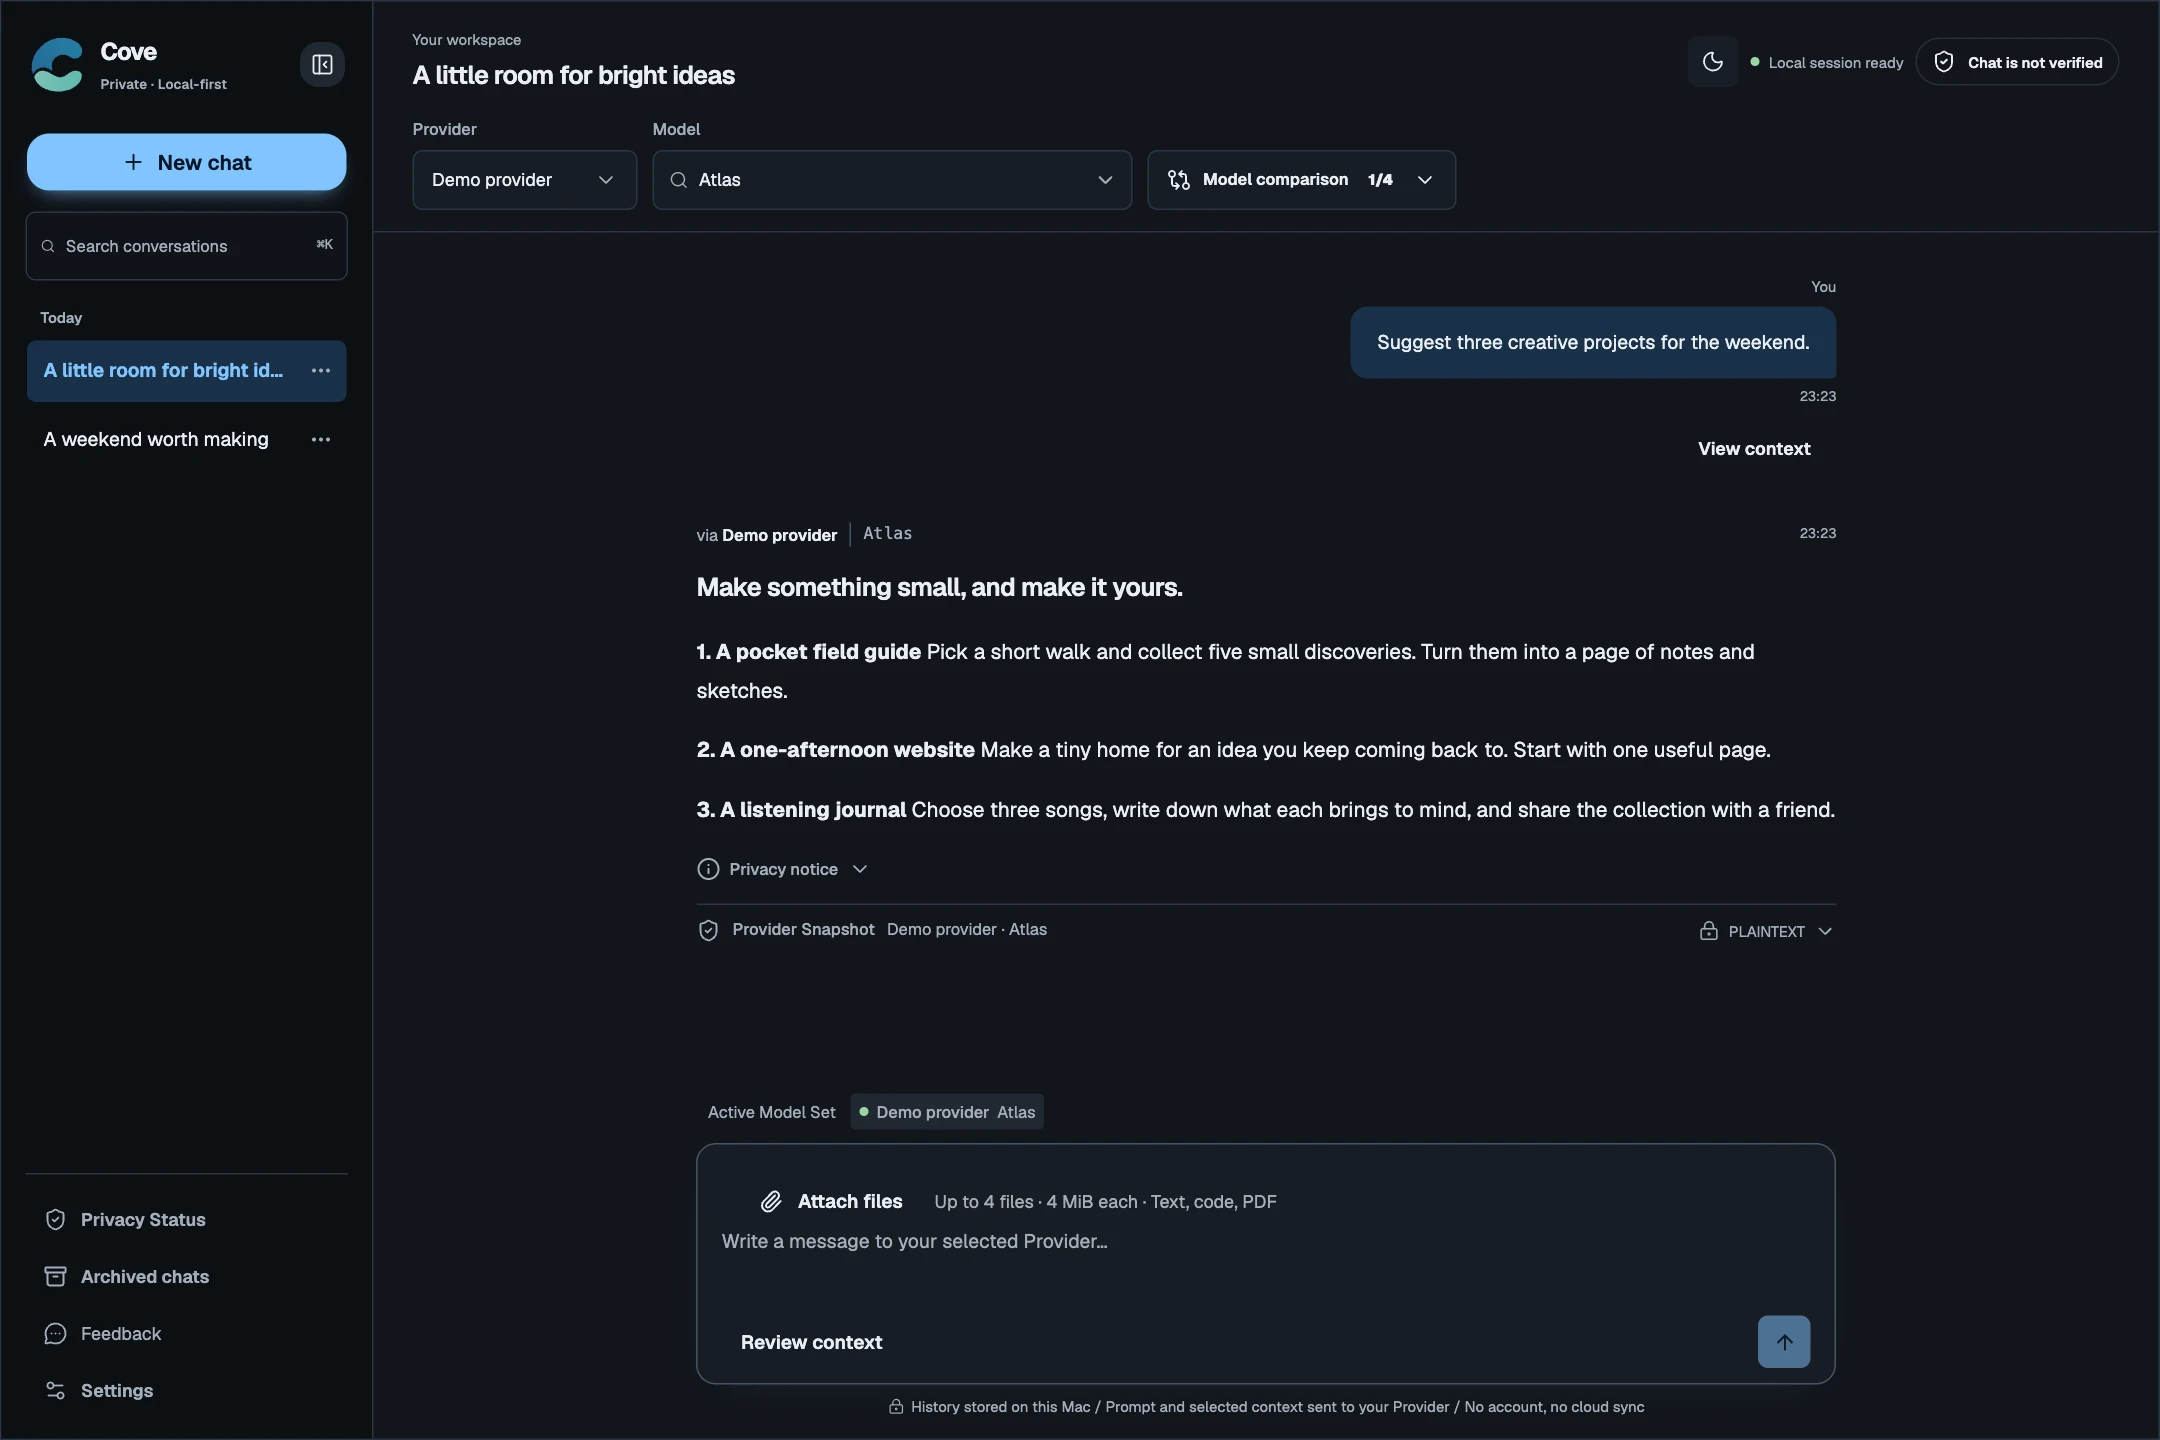 Cove
Private · Local-first
New chat
Search conversations ⌘K
Today
A little room for bright id...
A weekend worth making
Privacy Status
Archived chats
Feedback
Settings
Your workspace
A little room for bright ideas
Local session ready
Chat is not verified
Provider
Model
Demo provider
Atlas
Model comparison 1/4
You
Suggest three creative projects for the weekend.
23:23
View context
via Demo provider | Atlas 23:23
Make something small, and make it yours.
1. A pocket field guide Pick a short walk and collect five small discoveries. Turn them into a page of notes and
sketches.
2. A one-afternoon website Make a tiny home for an idea you keep coming back to. Start with one useful page.
3. A listening journal Choose three songs, write down what each brings to mind, and share the collection with a friend.
Privacy notice
Provider Snapshot Demo provider · Atlas PLAINTEXT
Active Model Set Demo provider Atlas
Attach files Up to 4 files · 4 MiB each · Text, code, PDF
Write a message to your selected Provider...
Review context
History stored on this Mac / Prompt and selected context sent to your Provider / No account, no cloud sync